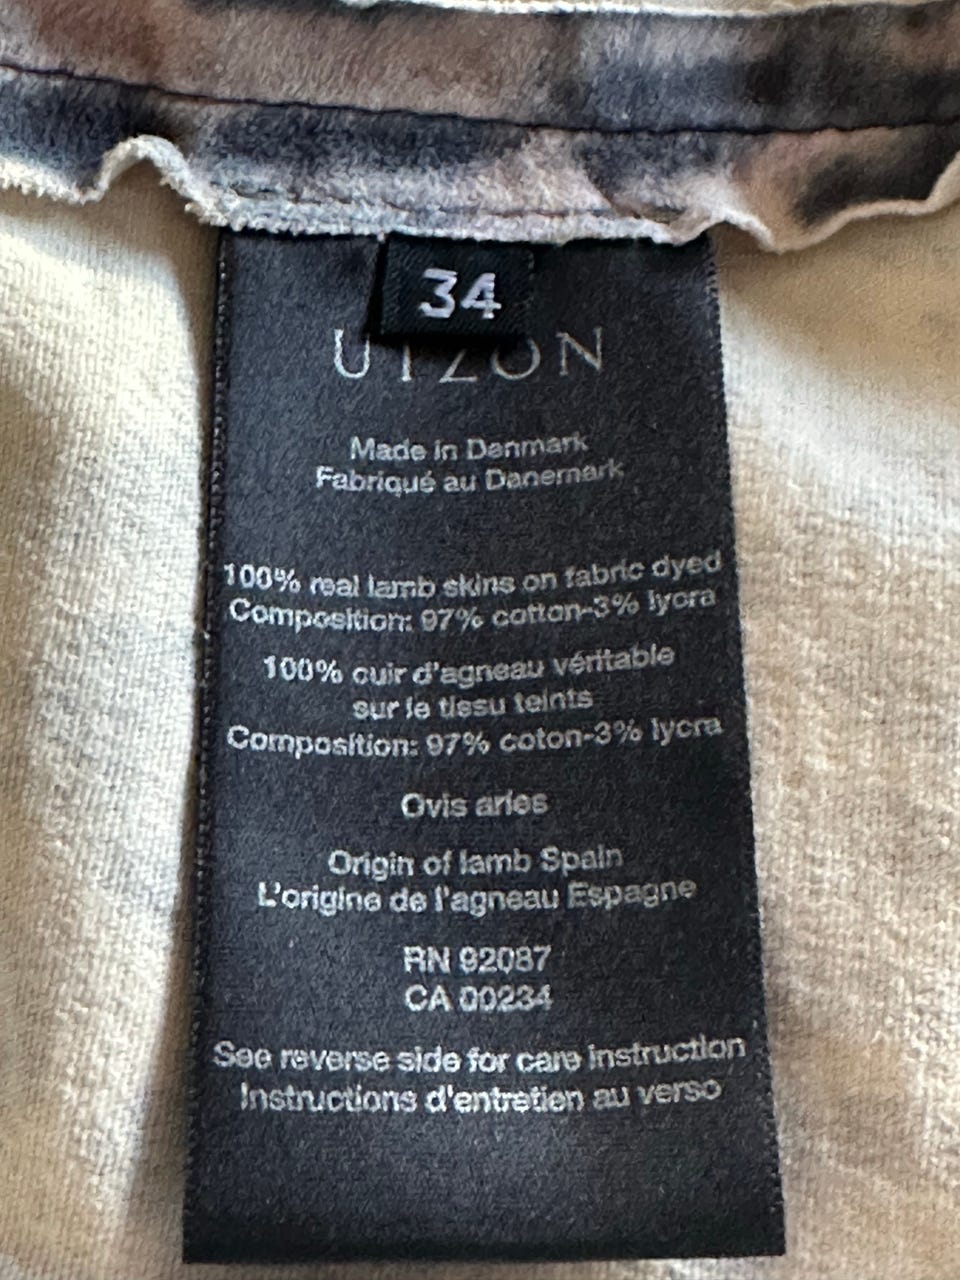 34
UTZON
Made in Denmark
Fabriqué au Danemark
100% real lamb skins on fabric dyed
Composition: 97% cotton-3% lycra
100% cuir d'agneau véritable
sur le tissu teints
Composition: 97% coton-3% lycra
Ovis aries
Origin of lamb Spain
L'origine de l'agneau Espagne
RN 92087
CA 00234
See reverse side for care instruction
Instructions d'entretien au verso